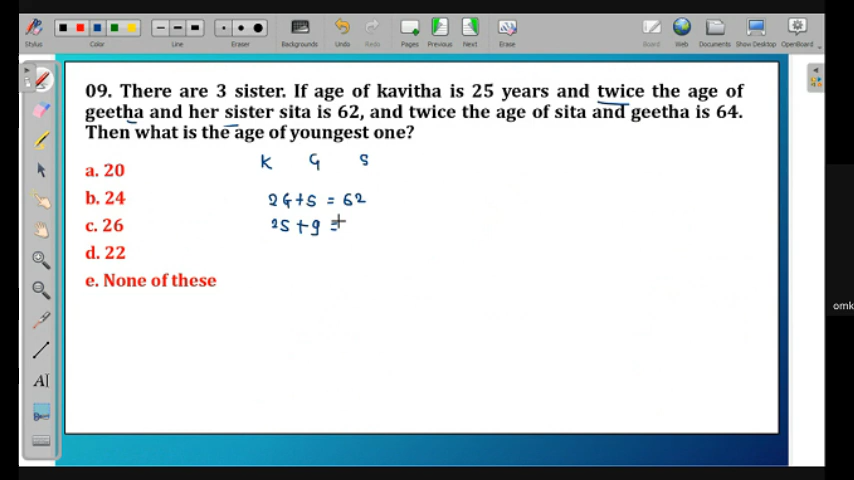 Stylus Color Line Eraser Backgrounds Undo Redo Pages Previous Next Erase Board Web Documents Show Desktop OpenBoard
09. There are 3 sister. If age of kavitha is 25 years and twice the age of
geetha and her sister sita is 62, and twice the age of sita and geetha is 64.
Then what is the age of youngest one?
K G S
a. 20
b. 24
2G+S = 62
c. 26
2S+g =
d. 22
e. None of these
omk
AI